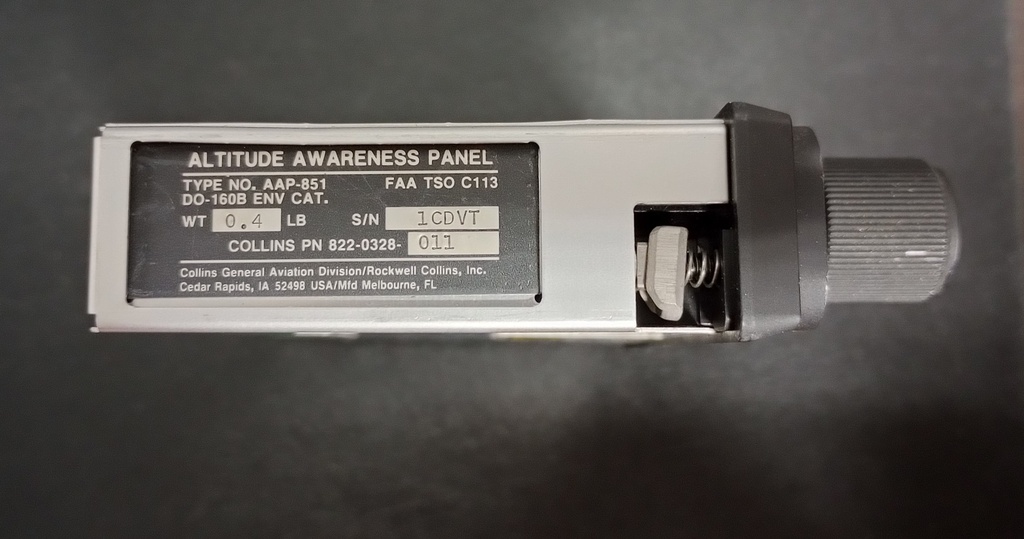 ALTITUDE AWARENESS PANEL
TYPE NO. AAP-851 FAA TSO C113
DO-160B ENV CAT.
WT 0.4 LB S/N 1CDVT
COLLINS PN 822-0328- 011
Collins General Aviation Division/Rockwell Collins, Inc.
Cedar Rapids, IA 52498 USA/Mfd Melbourne, FL